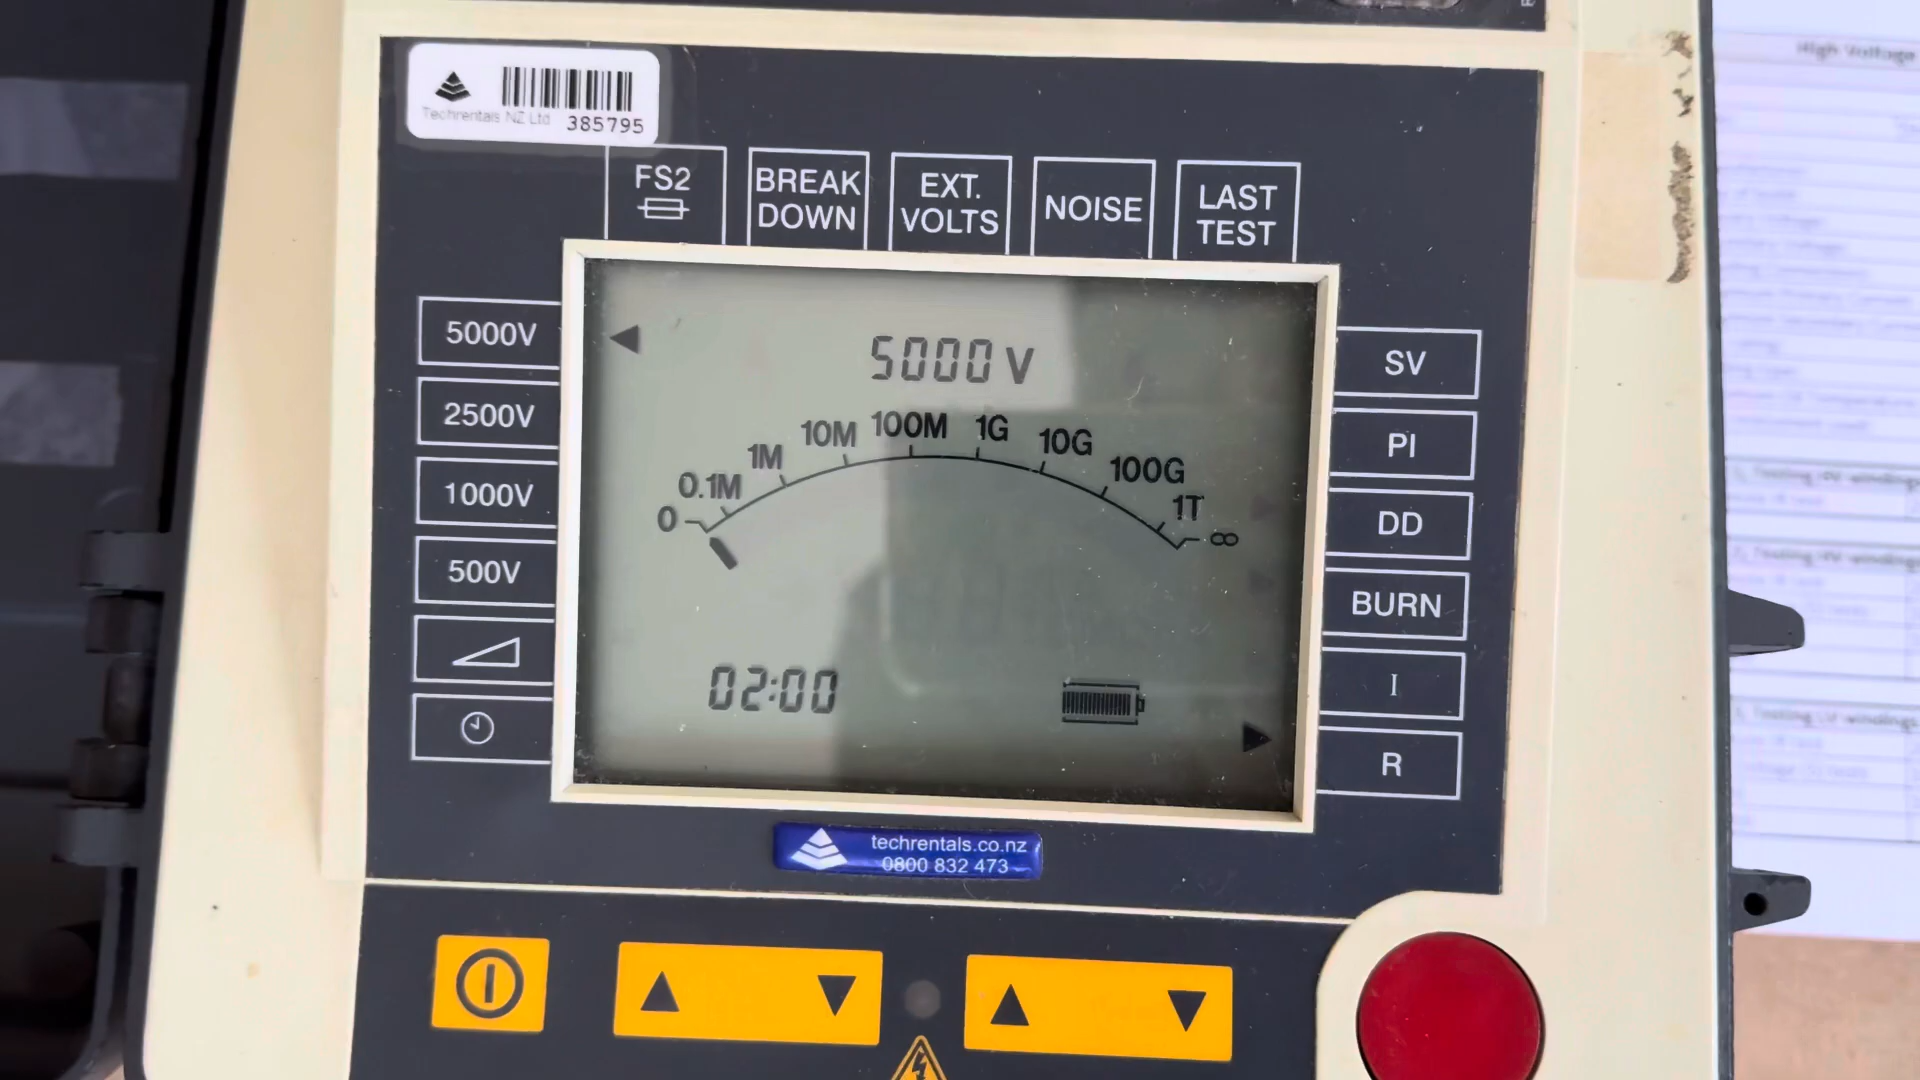 High Voltage
Techrentals NZ Ltd 385795
FS2
BREAK
DOWN
EXT.
VOLTS
NOISE
LAST
TEST
5000V
2500V
1000V
500V
5000 V
0 0.1M 1M 10M 100M 1G 10G 100G 1T ∞
02:00
SV
PI
DD
BURN
I
R
techrentals.co.nz
0800 832 473